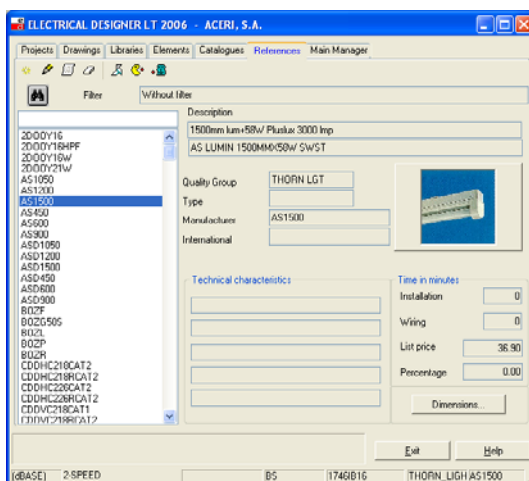 ELECTRICAL DESIGNER LT 2006 - ACERI, S.A.
Projects Drawings Libraries Elements Catalogues References Main Manager
Filter Without filter
Description
1500mm lum+58W Pluslux 3000 Imp
AS LUMIN 1500MMX58W SWST
2DOOY16
2DOOY16HPF
2DOOY16W
2DOOY21W
AS1050
AS1200
AS1500
AS450
AS600
AS900
ASD1050
ASD1200
ASD1500
ASD450
ASD600
ASD900
BOZF
BOZG50S
BOZL
BOZP
BOZR
CDDHC218CAT2
CDDHC218RCAT2
CDDHC226CAT2
CDDHC226RCAT2
CDDVC218CAT1
CDDVC218RCAT2
Quality Group THORN LGT
Type
Manufacturer AS1500
International
Technical characteristics
Time in minutes
Installation 0
Wiring 0
List price 36.90
Percentage 0.00
Dimensions...
Exit Help
(dBASE) 2-SPEED BS 1746IB16 THORN_LIGH AS1500